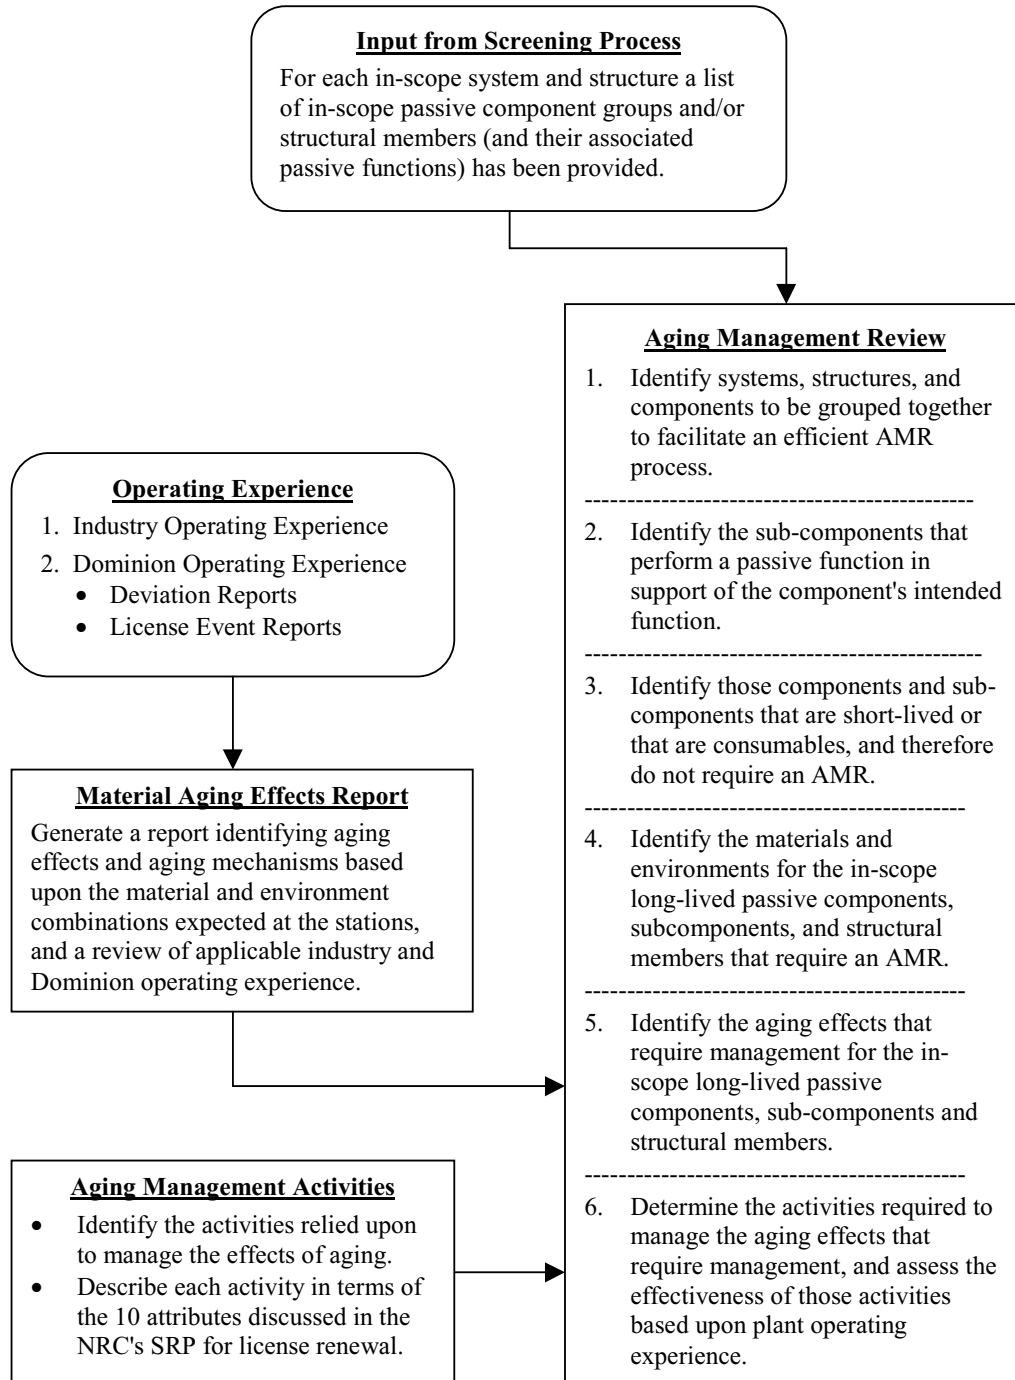 Input from Screening Process
For each in-scope system and structure a list
of in-scope passive component groups and/or
structural members (and their associated
passive functions) has been provided.
Operating Experience
1. Industry Operating Experience
2. Dominion Operating Experience
• Deviation Reports
• License Event Reports
Material Aging Effects Report
Generate a report identifying aging
effects and aging mechanisms based
upon the material and environment
combinations expected at the stations,
and a review of applicable industry and
Dominion operating experience.
Aging Management Activities
• Identify the activities relied upon
to manage the effects of aging.
• Describe each activity in terms of
the 10 attributes discussed in the
NRC's SRP for license renewal.
Aging Management Review
1. Identify systems, structures, and
components to be grouped together
to facilitate an efficient AMR
process.
2. Identify the sub-components that
perform a passive function in
support of the component's intended
function.
3. Identify those components and sub-
components that are short-lived or
that are consumables, and therefore
do not require an AMR.
4. Identify the materials and
environments for the in-scope
long-lived passive components,
subcomponents, and structural
members that require an AMR.
5. Identify the aging effects that
require management for the in-
scope long-lived passive
components, sub-components and
structural members.
6. Determine the activities required to
manage the aging effects that
require management, and assess the
effectiveness of those activities
based upon plant operating
experience.